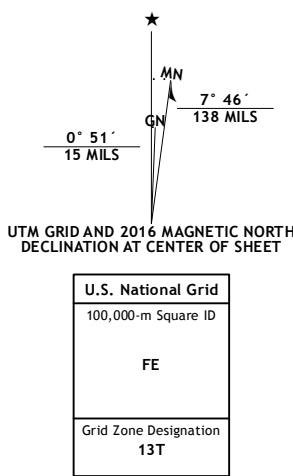 MN
7° 46´
138 MILS
GN
0° 51´
15 MILS
UTM GRID AND 2016 MAGNETIC NORTH
DECLINATION AT CENTER OF SHEET
U.S. National Grid
100,000-m Square ID
FE
Grid Zone Designation
13T